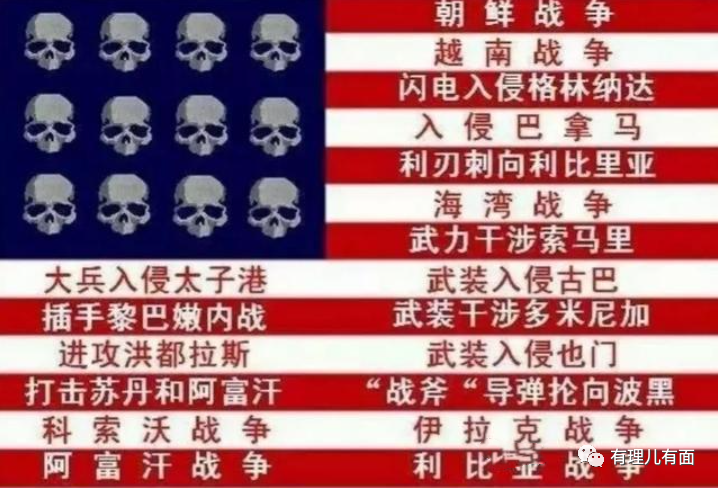 朝鲜战争
越南战争
闪电入侵格林纳达
入侵巴拿马
利刃刺向利比里亚
海湾战争
武力干涉索马里
大兵入侵太子港 武装入侵古巴
插手黎巴嫩内战 武装干涉多米尼加
进攻洪都拉斯 武装入侵也门
打击苏丹和阿富汗 “战斧“导弹抡向波黑
科索沃战争 伊拉克战争
阿富汗战争 利比亚战争
有理儿有面